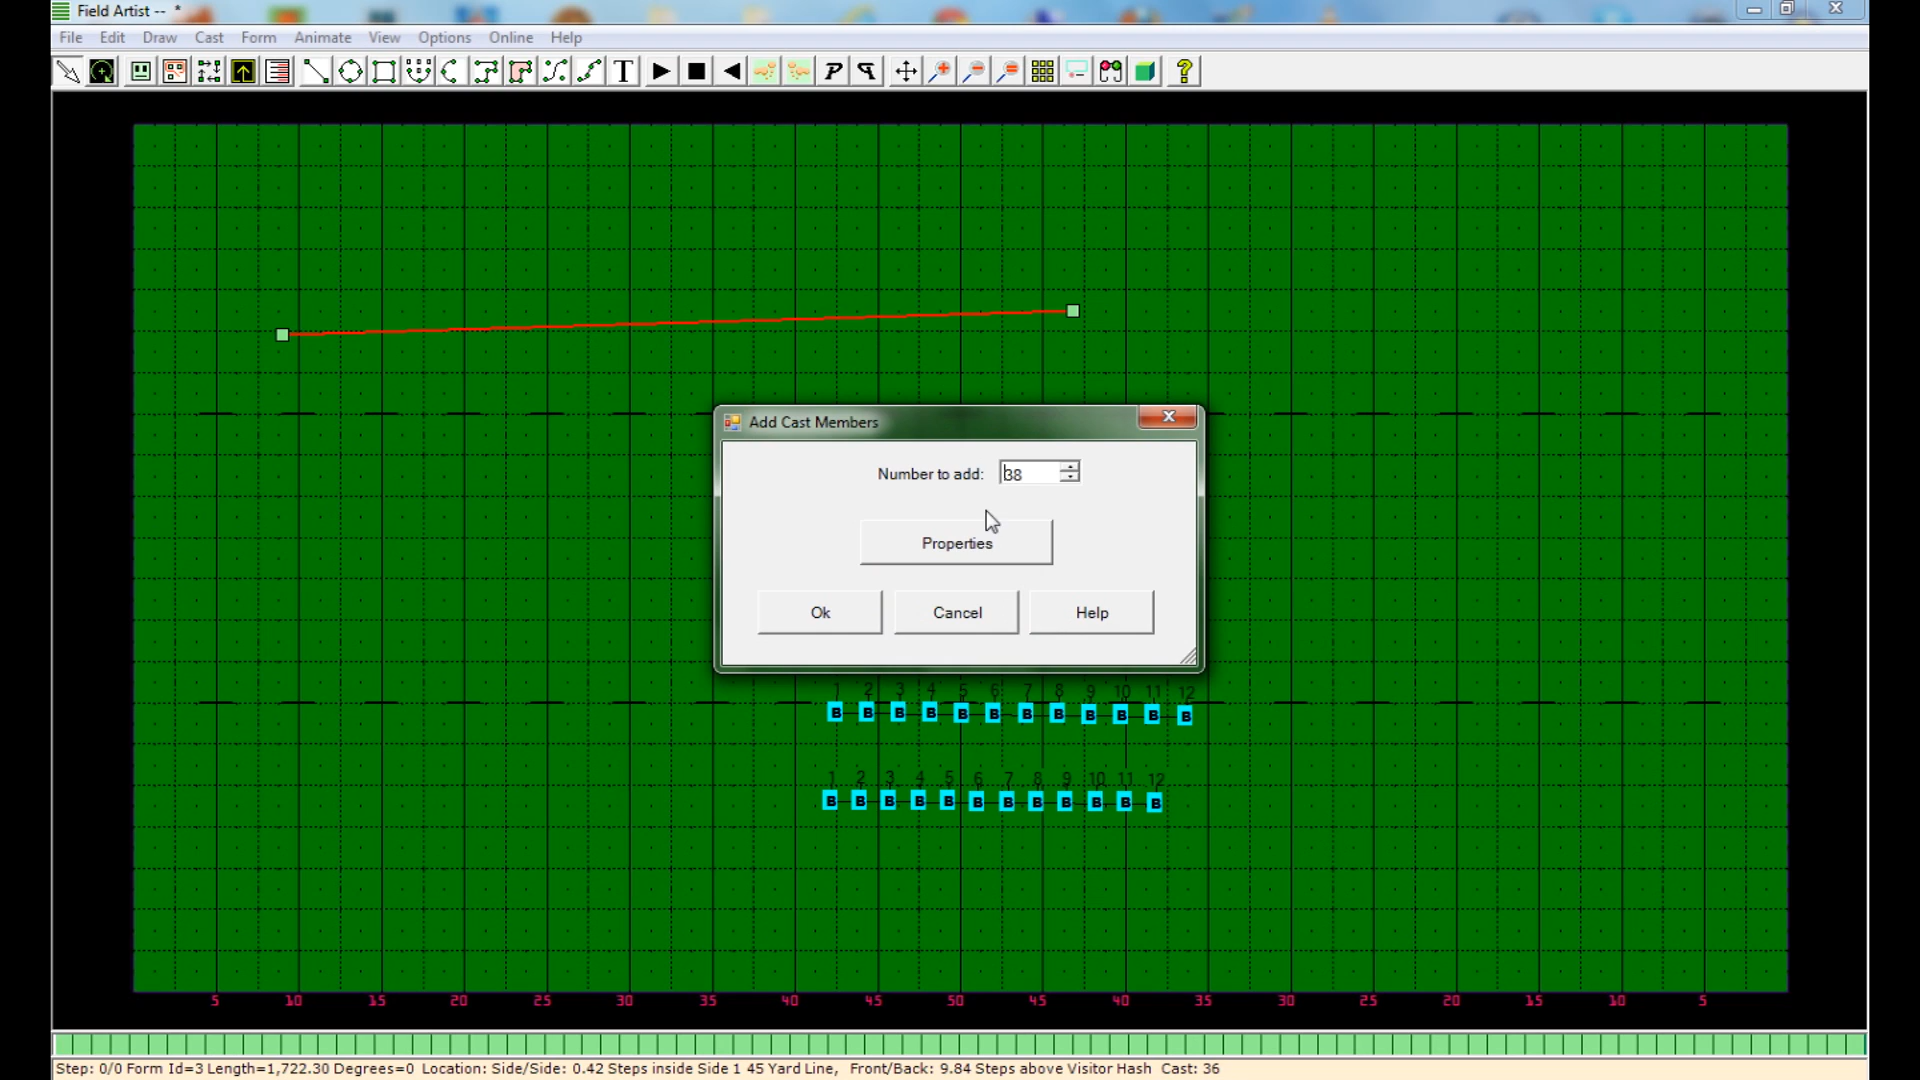 Field Artist -- *
File Edit Draw Cast Form Animate View Options Online Help
T P
Add Cast Members
Number to add: 38
Properties
Ok Cancel Help
1 2 3 4 5 6 7 8 9 10 11 12
B B B B B B B B B B B B
1 2 3 4 5 6 7 8 9 10 11 12
B B B B B B B B B B B B
5 10 15 20 25 30 35 40 45 50 45 40 35 30 25 20 15 10 5
Step: 0/0 Form Id=3 Length=1,722.30 Degrees=0 Location: Side/Side: 0.42 Steps inside Side 1 45 Yard Line, Front/Back: 9.84 Steps above Visitor Hash Cast: 36